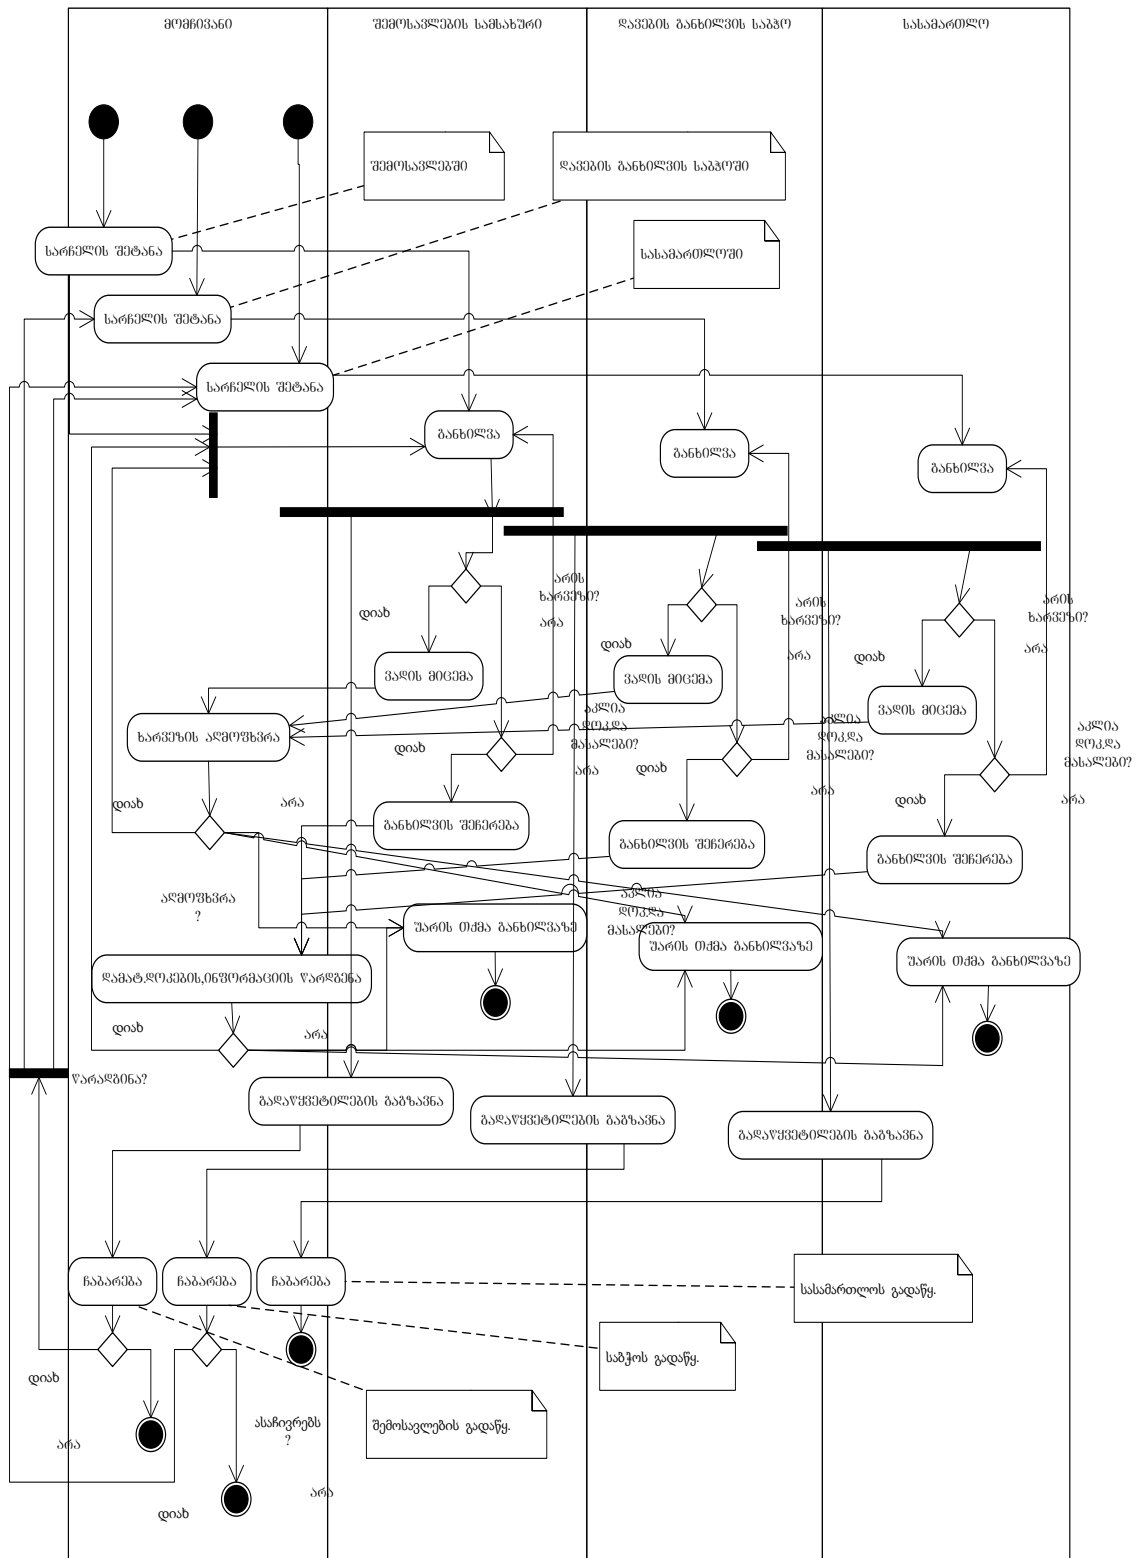 მომჩივანი
შემოსავლების სამსახური
დავების განხილვის საბჭო
სასამართლო
შემოსავლებში
დავების განხილვის საბჭოში
სასამართლოში
სარჩელის შეტანა
სარჩელის შეტანა
სარჩელის შეტანა
განხილვა
განხილვა
განხილვა
არის
ხარვეზი?
არა
დიახ
არის
ხარვეზი?
არა
დიახ
არის
ხარვეზი?
არა
დიახ
ვადის მიცემა
ვადის მიცემა
ვადის მიცემა
ხარვეზის აღმოფხვრა
აკლია
დოკ.და
მასალები?
არა
დიახ
აკლია
დოკ.და
მასალები?
არა
დიახ
აკლია
დოკ.და
მასალები?
არა
დიახ
დიახ
არა
განხილვის შეჩერება
განხილვის შეჩერება
განხილვის შეჩერება
აღმოფხვრა
?
აკლია
დოკ.და
მასალები?
უარის თქმა განხილვაზე
უარის თქმა განხილვაზე
უარის თქმა განხილვაზე
დამატ.დოკების,ინფორმაციის წარდგენა
დიახ
არა
წარადგინა?
გადაწყვეტილების გაგზავნა
გადაწყვეტილების გაგზავნა
გადაწყვეტილების გაგზავნა
ჩაბარება
ჩაბარება
ჩაბარება
სასამართლოს გადაწყ.
საბჭოს გადაწყ.
შემოსავლების გადაწყ.
დიახ
ასაჩივრებს
?
არა
არა
დიახ